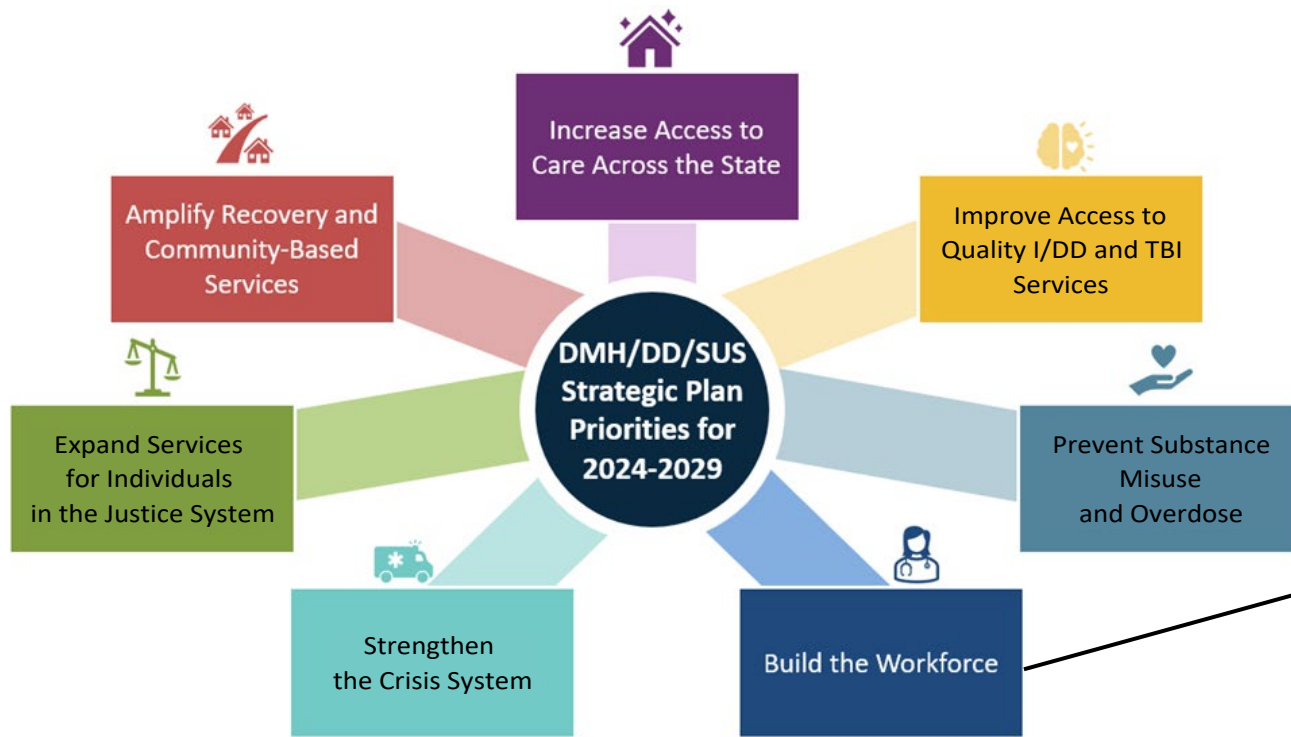 Increase Access to
Care Across the State
Amplify Recovery and
Community-Based
Services
Improve Access to
Quality I/DD and TBI
Services
DMH/DD/SUS
Strategic Plan
Priorities for
2024-2029
Expand Services
for Individuals
in the Justice System
Prevent Substance
Misuse
and Overdose
Strengthen
the Crisis System
Build the Workforce